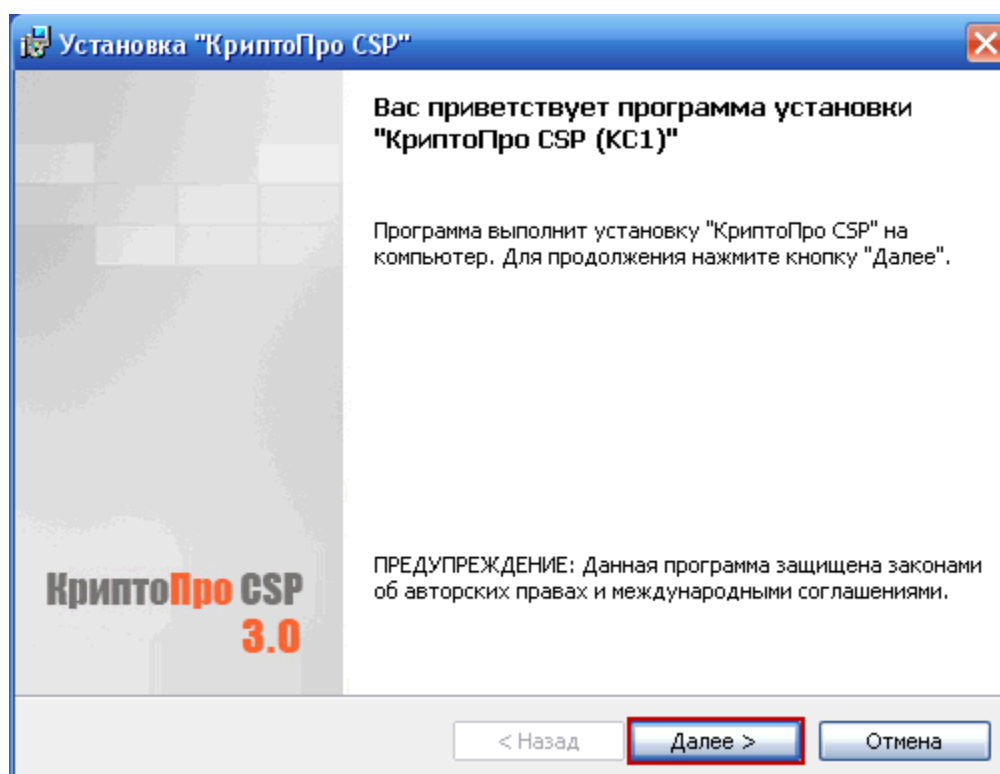 Установка "КриптоПро CSP"
Вас приветствует программа установки
"КриптоПро CSP (КС1)"
Программа выполнит установку "КриптоПро CSP" на
компьютер. Для продолжения нажмите кнопку "Далее".
ПРЕДУПРЕЖДЕНИЕ: Данная программа защищена законами
об авторских правах и международными соглашениями.
КриптоПро CSP
3.0
< Назад
Далее >
Отмена